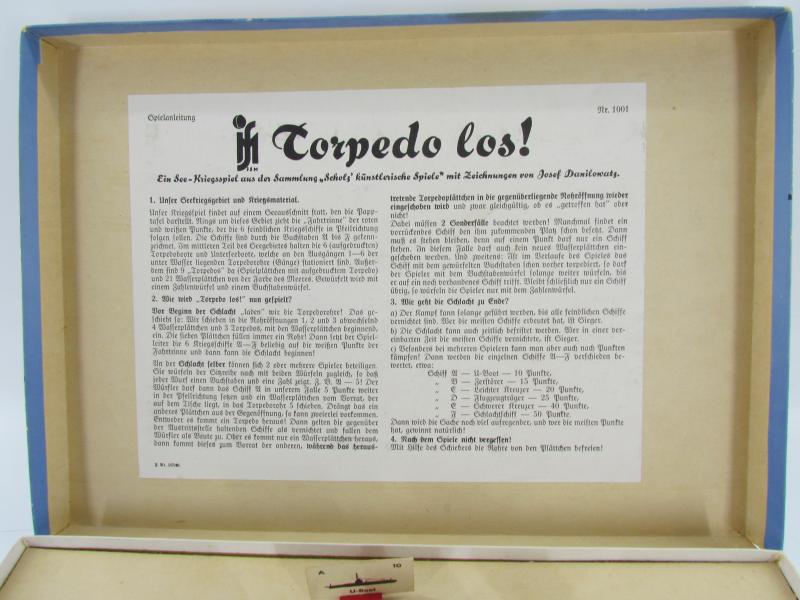 Spielanleitung
Nr. 1001
JSM
Torpedo los!
Ein See-Kriegsspiel aus der Sammlung „Scholz' künstlerische Spiele" mit Zeichnungen von Josef Danilowatz.
1. Unser Seekriegsgebiet und Kriegsmaterial.
Unser Kriegsspiel findet auf einem Seeausschnitt statt, den die Papp-
tafel darstellt. Rings um dieses Gebiet zieht die „Fahrtrinne" der roten
und weißen Punkte, der die 6 feindlichen Kriegsschiffe in Pfeilrichtung
folgen sollen. Die Schiffe sind durch die Buchstaben A bis F gekenn-
zeichnet. Im mittleren Teil des Seegebietes halten die 6 (aufgedruckten)
Torpedoboote und Unterseeboote, welche an den Ausgängen 1—6 der
unter Wasser liegenden Torpedorohre (Gänge) stationiert sind. Außer-
dem sind 9 „Torpedos" da (Spielplättchen mit aufgedrucktem Torpedo)
und 21 Wasserplättchen von der Farbe des Meeres. Gewürfelt wird mit
einem Zahlenwürfel und einem Buchstabenwürfel.
2. Wie wird „Torpedo los!" nun gespielt?
Vor Beginn der Schlacht „laden" wir die Torpedorohre! Das ge-
schieht so: Wir schieben in die Rohröffnungen 1, 2 und 3 abwechselnd
4 Wasserplättchen und 3 Torpedos, mit den Wasserplättchen beginnend,
ein. Die sieben Plättchen füllen immer ein Rohr! Dann setzt der Spiel-
leiter die 6 Kriegsschiffe A—F beliebig auf die weißen Punkte der
Fahrtrinne und dann kann die Schlacht beginnen!
An der Schlacht selber können sich 2 oder mehrere Spieler beteiligen.
Sie würfeln der Reihe nach mit beiden Würfeln zugleich, so daß
jeder Wurf einen Buchstaben und eine Zahl zeigt. Z. B. A — 5! Der
Würfler darf dann das Schiff A in unserem Falle 5 Punkte weiter
in der Pfeilrichtung setzen und ein Wasserplättchen vom Vorrat, der
auf dem Tische liegt, in das Torpedorohr 5 schieben. Drängt das ein
anderes Plättchen aus der Gegenöffnung, so kann zweierlei vorkommen.
Entweder es kommt ein Torpedo heraus! Dann gelten die gegenüber
der Austrittsstelle haltenden Schiffe als vernichtet und fallen dem
Würfler als Beute zu. Oder es kommt nur ein Wasserplättchen heraus,
dann kommt dieses zum Vorrat der anderen, während das heraus-
tretende Torpedoplättchen in die gegenüberliegende Rohröffnung wieder
eingeschoben wird und zwar gleichgültig, ob es „getroffen hat" oder
nicht!
Dabei müssen 2 Sonderfälle beachtet werden! Manchmal findet ein
vorrückendes Schiff den ihm zukommenden Platz schon besetzt. Dann
muß es stehen bleiben, denn auf einem Punkt darf nur ein Schiff
stehen. In diesem Falle darf auch kein neues Wasserplättchen ein-
geschoben werden. Und zweitens: Ist im Verlaufe des Spieles das
Schiff mit dem gewürfelten Buchstaben schon vorher torpediert, so darf
der Spieler mit dem Buchstabenwürfel solange weiter würfeln, bis
er auf ein noch vorhandenes Schiff trifft. Bleibt schließlich nur ein Schiff
übrig, so würfeln die Spieler nur mit dem Zahlenwürfel.
3. Wie geht die Schlacht zu Ende?
a) Der Kampf kann solange geführt werden, bis alle feindlichen Schiffe
vernichtet sind. Wer die meisten Schiffe erbeutet hat, ist Sieger.
b) Die Schlacht kann auch zeitlich befristet werden. Wer in einer ver-
einbarten Zeit die meisten Schiffe vernichtete, ist Sieger.
c) Besonders bei mehreren Spielern kann man aber auch nach Punkten
kämpfen! Dann werden die einzelnen Schiffe A—F verschieden be-
wertet, etwa:
Schiff A — U-Boot — 10 Punkte,
„ B — Zerstörer — 15 Punkte,
„ C — Leichter Kreuzer — 20 Punkte,
„ D — Flugzeugträger — 25 Punkte,
„ E — Schwerer Kreuzer — 40 Punkte,
„ F — Schlachtschiff — 50 Punkte.
Dann wird die Sache noch viel aufregender, und wer die meisten Punkte
hat, gewinnt natürlich!
4. Nach dem Spiele nicht vergessen!
Mit Hilfe des Schiebers die Rohre von den Plättchen befreien!
A 10
U-Boot